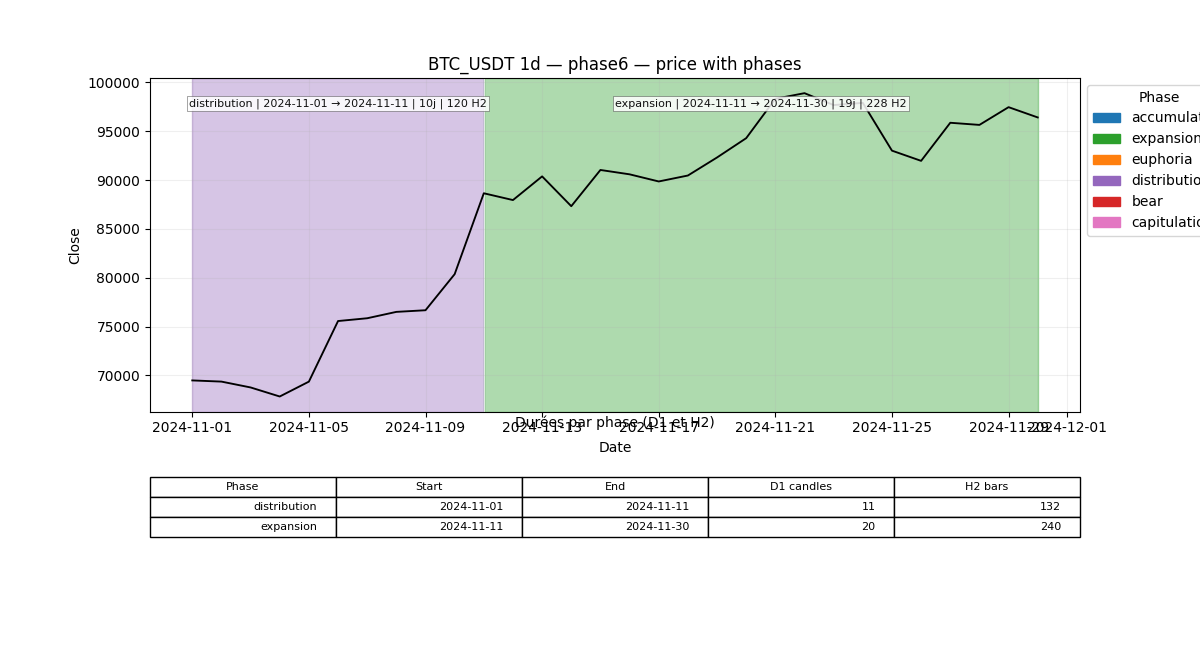 BTC_USDT 1d — phase6 — price with phases
100000
95000
90000
85000
80000
75000
70000
Close
distribution | 2024-11-01 → 2024-11-11 | 10j | 120 H2
expansion | 2024-11-11 → 2024-11-30 | 19j | 228 H2
Phase
accumulat
expansion
euphoria
distributio
bear
capitulatio
2024-11-01 2024-11-05 2024-11-09 2024-11-13 2024-11-17 2024-11-21 2024-11-25 2024-11-29 2024-12-01
Durées par phase (D1 et H2)
Date
Phase Start End D1 candles H2 bars
distribution 2024-11-01 2024-11-11 11 132
expansion 2024-11-11 2024-11-30 20 240